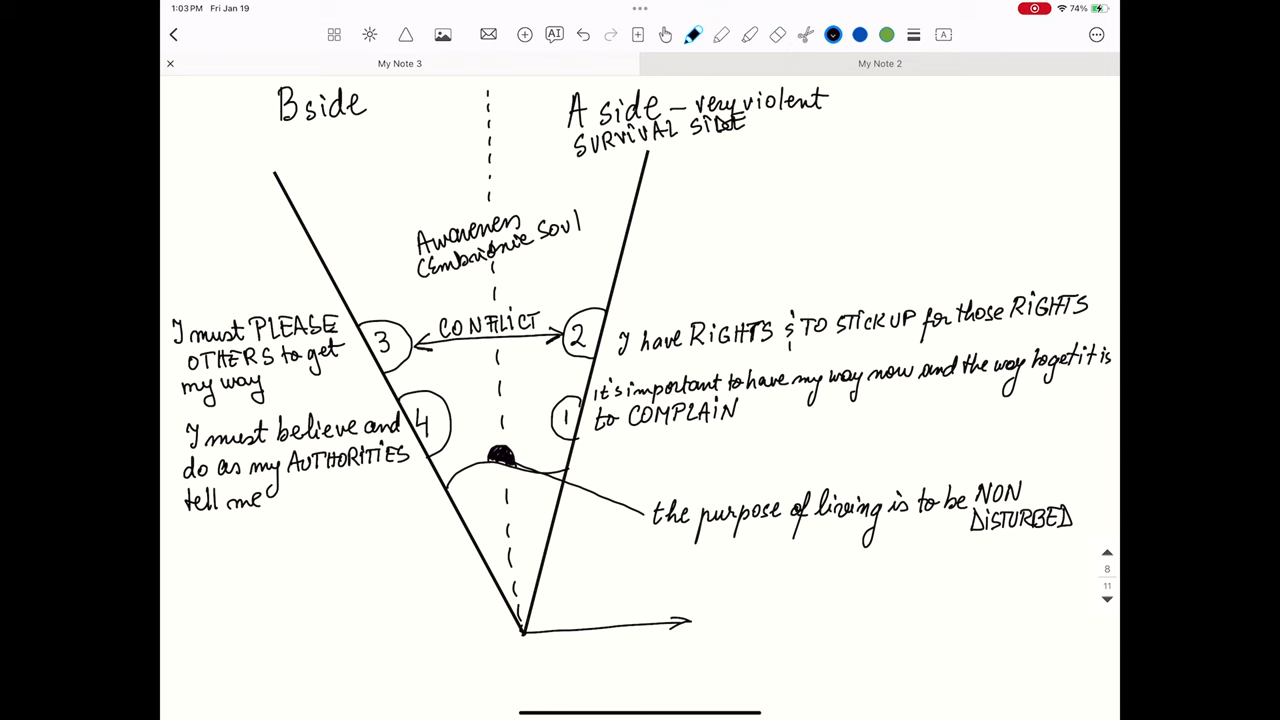 1:03 PM Fri Jan 19
74%
My Note 3
My Note 2
B side
A side – very violent
SURVIVAL SIDE
Awareness
(Embrionic Soul
CONFLICT
3
2
I must PLEASE
OTHERS to get
my way
I have RIGHTS & TO STICK UP for those RIGHTS
it's important to have my way now and the way to get it is
to COMPLAIN
4
1
I must believe and
do as my AUTHORITIES
tell me
the purpose of living is to be NON
DISTURBED
8
11